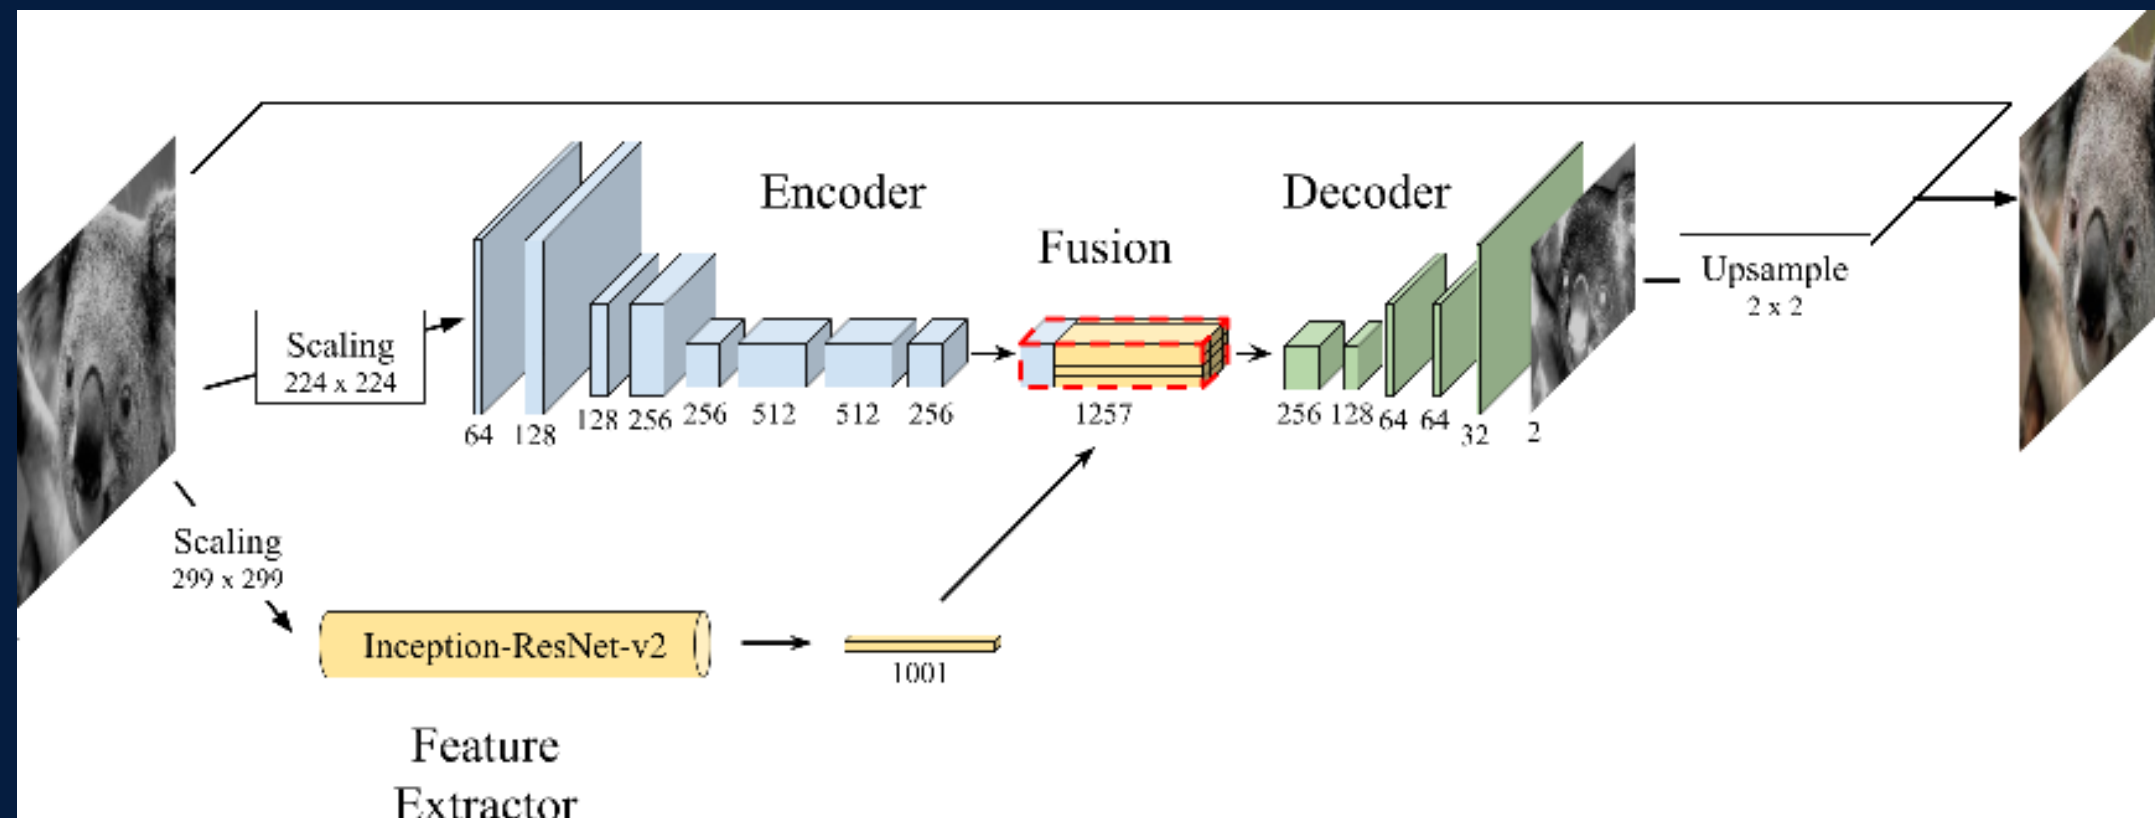 Encoder
Decoder
Fusion
Upsample
2 x 2
Scaling
224 x 224
64
128
128
256
256
512
512
256
1257
256
128
64
64
32
2
Scaling
299 x 299
Inception-ResNet-v2
1001
Feature
Extractor